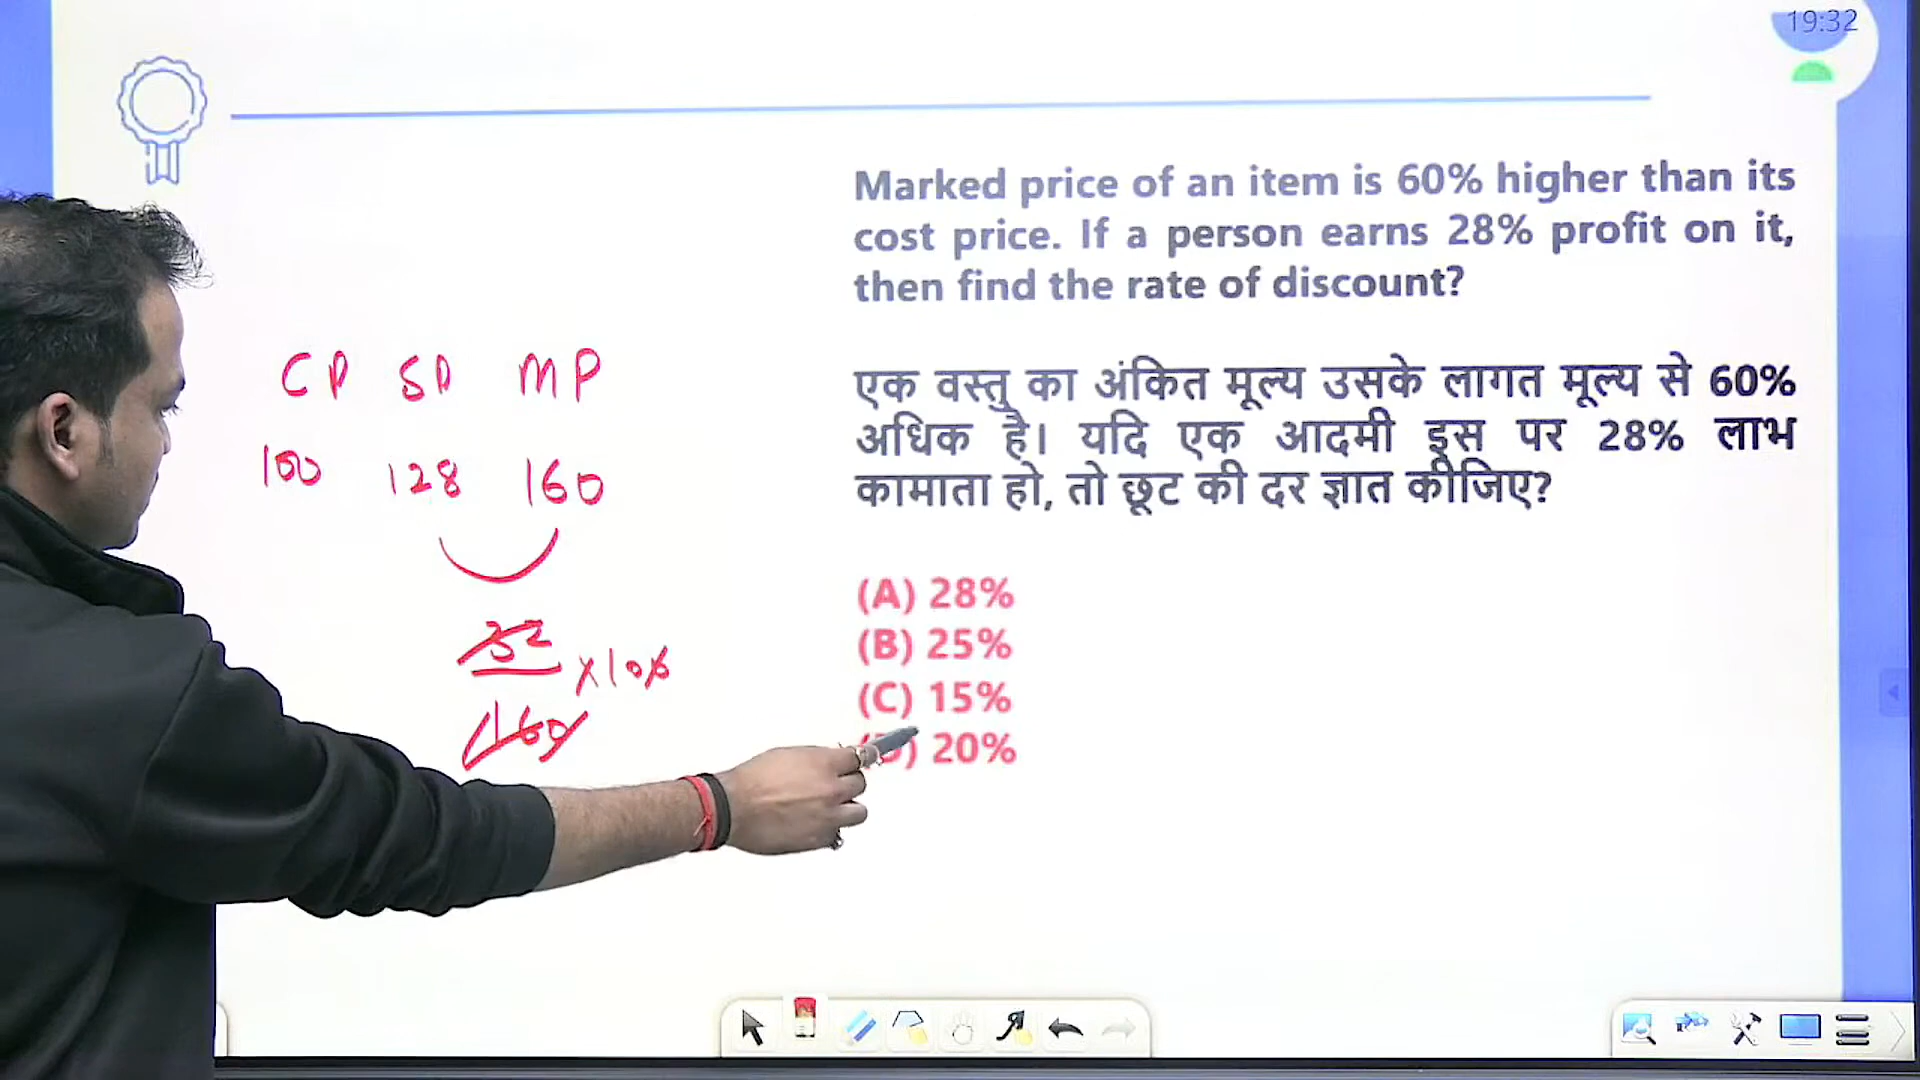 19:32
Marked price of an item is 60% higher than its
cost price. If a person earns 28% profit on it,
then find the rate of discount?
एक वस्तु का अंकित मूल्य उसके लागत मूल्य से 60%
अधिक है। यदि एक आदमी इस पर 28% लाभ
कामाता हो, तो छूट की दर ज्ञात कीजिए?
(A) 28%
(B) 25%
(C) 15%
(D) 20%
CP SP MP
100 128 160
32
×100
160